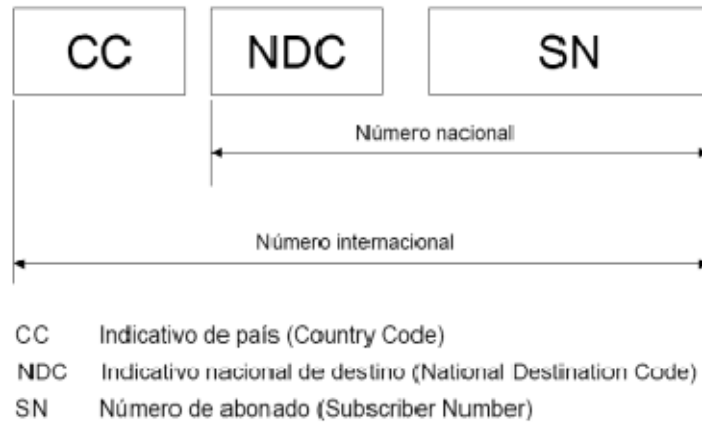 CC NDC SN
Número nacional
Número internacional
CC Indicativo de país (Country Code)
NDC Indicativo nacional de destino (National Destination Code)
SN Número de abonado (Subscriber Number)